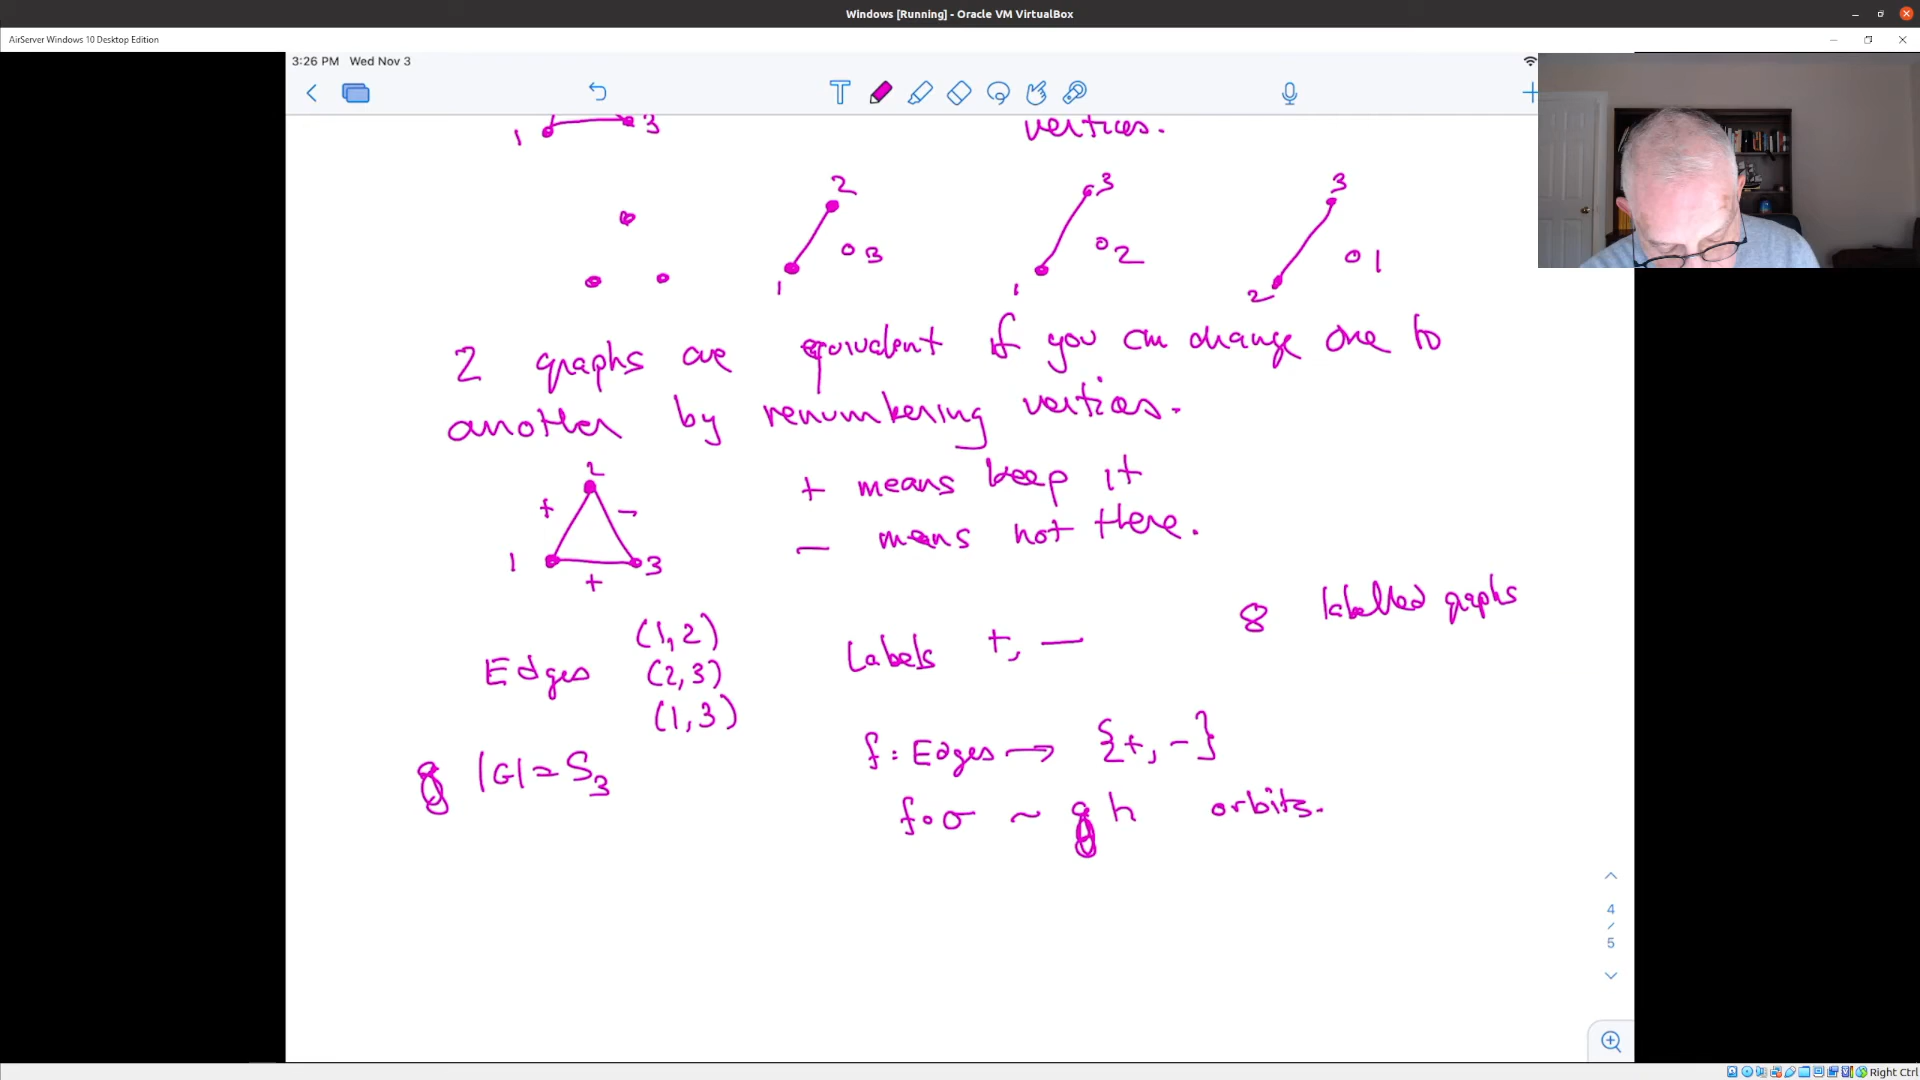 Windows [Running] - Oracle VM VirtualBox
AirServer Windows 10 Desktop Edition
3:26 PM Wed Nov 3
T
1 3 vertices.
2 3 3
3 2 1
1 1 2
2 graphs are equivalent if you can change one to
another by renumbering vertices.
2
+ - + means keep it
1 3 - means not there.
+
8 labelled graphs
Edges (1,2) Labels +, -
(2,3)
(1,3)
f: Edges → {+, -}
|G| = S3
f∘σ ~ h orbits.
4
/
5
Right Ctrl